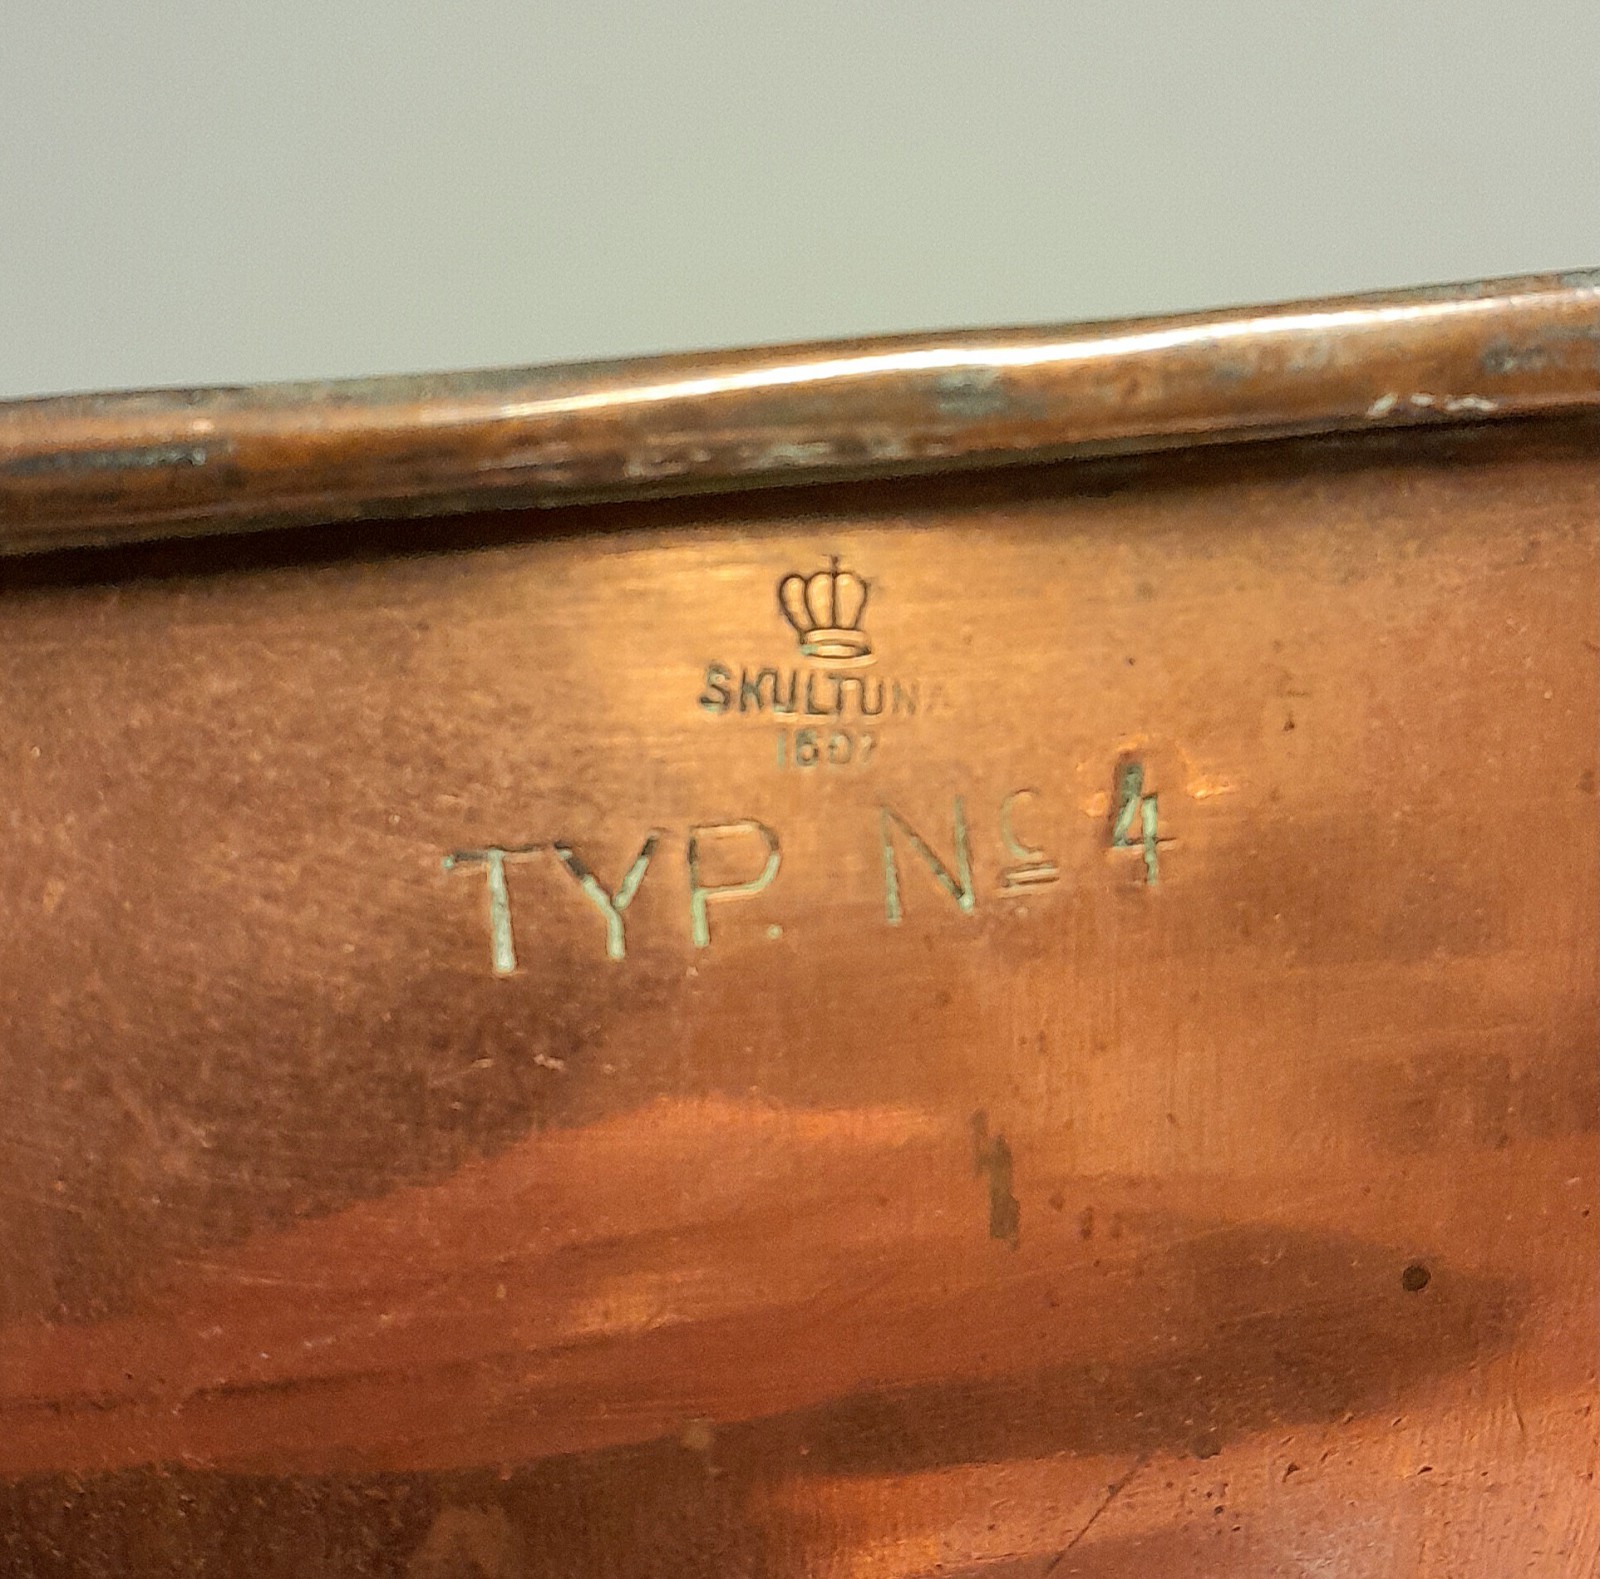 SKULTUNA
1607
TYP. No 4